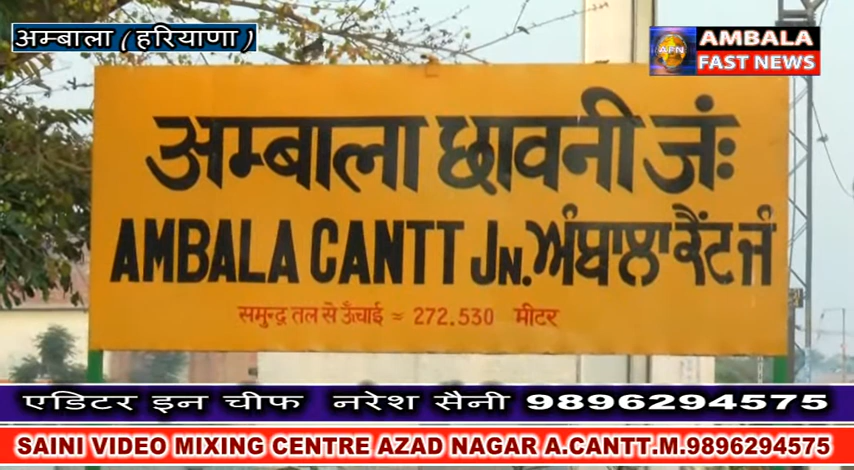 अम्बाला ( हरियाणा )
AFN
AMBALA
FAST NEWS
अम्बाला छावनी जंः
AMBALA CANTT JN. ਅੰਬਾਲਾ ਕੈਂਟ ਜੰ
समुन्द्र तल से ऊँचाई = 272.530 मीटर
एडिटर इन चीफ नरेश सैनी 9896294575
SAINI VIDEO MIXING CENTRE AZAD NAGAR A.CANTT.M.9896294575